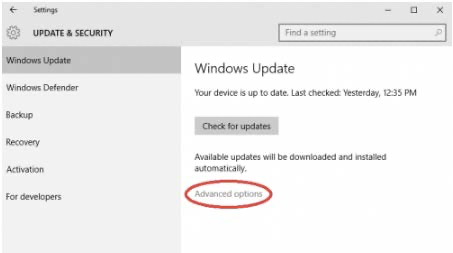 Settings
UPDATE & SECURITY
Find a setting
Windows Update
Windows Defender
Backup
Recovery
Activation
For developers
Windows Update
Your device is up to date. Last checked: Yesterday, 12:35 PM
Check for updates
Available updates will be downloaded and installed
automatically.
Advanced options